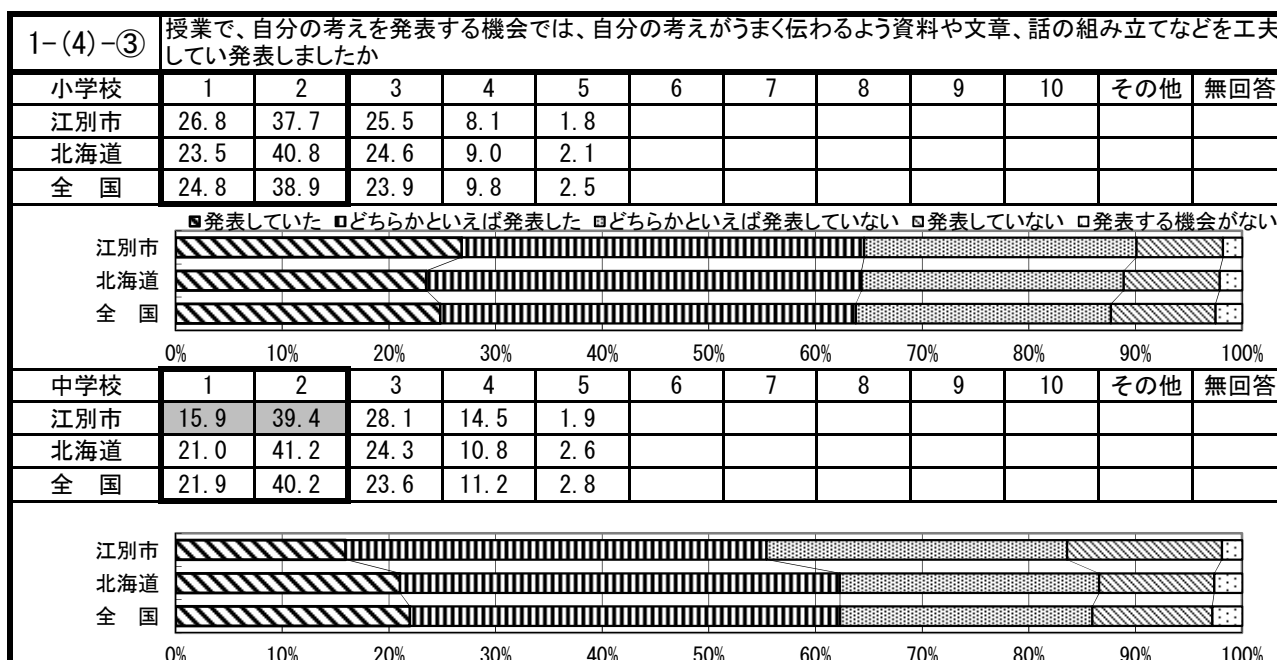 1-(4)-③
授業で、自分の考えを発表する機会では、自分の考えがうまく伝わるよう資料や文章、話の組み立てなどを工夫
してい発表しましたか
小学校 1 2 3 4 5 6 7 8 9 10 その他 無回答
江別市 26.8 37.7 25.5 8.1 1.8
北海道 23.5 40.8 24.6 9.0 2.1
全 国 24.8 38.9 23.9 9.8 2.5
発表していた どちらかといえば発表した どちらかといえば発表していない 発表していない 発表する機会がない
江別市
北海道
全 国
0% 10% 20% 30% 40% 50% 60% 70% 80% 90% 100%
中学校 1 2 3 4 5 6 7 8 9 10 その他 無回答
江別市 15.9 39.4 28.1 14.5 1.9
北海道 21.0 41.2 24.3 10.8 2.6
全 国 21.9 40.2 23.6 11.2 2.8
江別市
北海道
全 国
0% 10% 20% 30% 40% 50% 60% 70% 80% 90% 100%